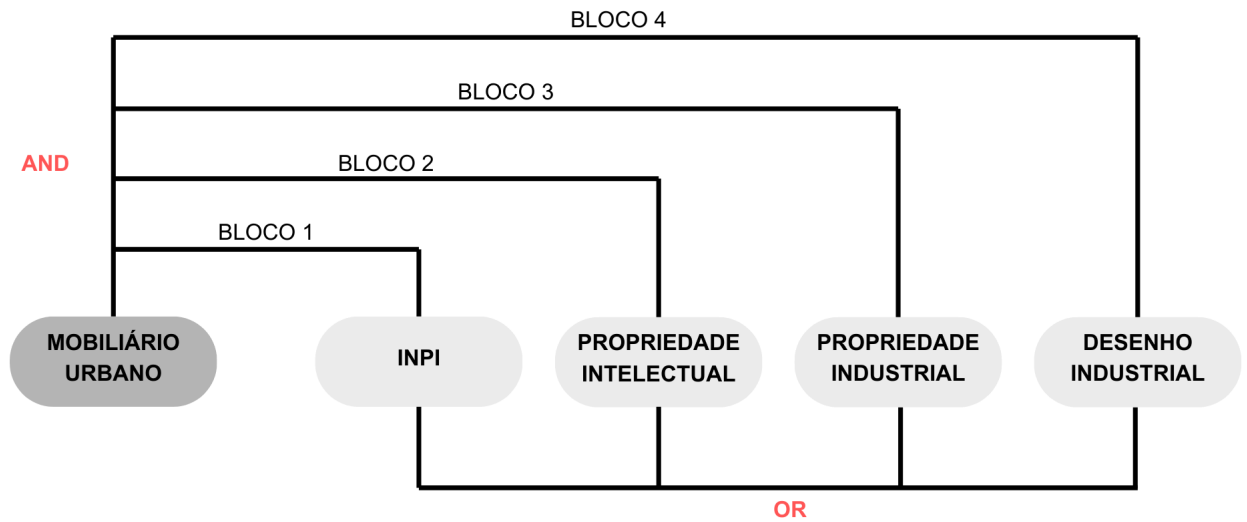 BLOCO 4
BLOCO 3
AND
BLOCO 2
BLOCO 1
MOBILIÁRIO
URBANO
INPI
PROPRIEDADE
INTELECTUAL
PROPRIEDADE
INDUSTRIAL
DESENHO
INDUSTRIAL
OR